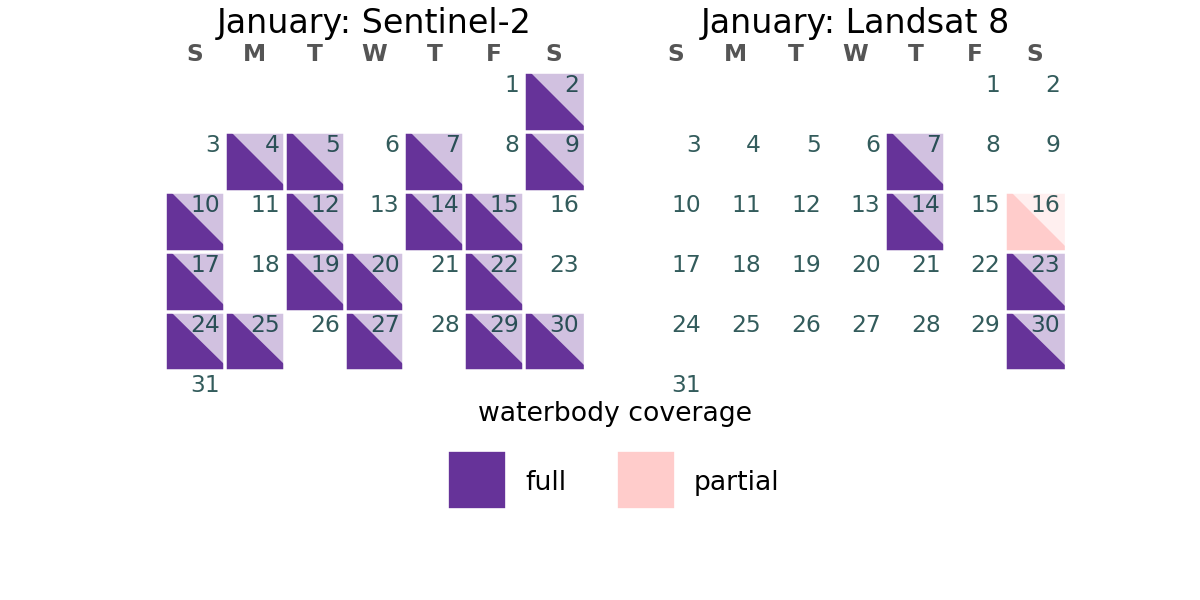 January: Sentinel-2
S M T W T F S
1 2
3 4 5 6 7 8 9
10 11 12 13 14 15 16
17 18 19 20 21 22 23
24 25 26 27 28 29 30
31
January: Landsat 8
S M T W T F S
1 2
3 4 5 6 7 8 9
10 11 12 13 14 15 16
17 18 19 20 21 22 23
24 25 26 27 28 29 30
31
waterbody coverage
full partial